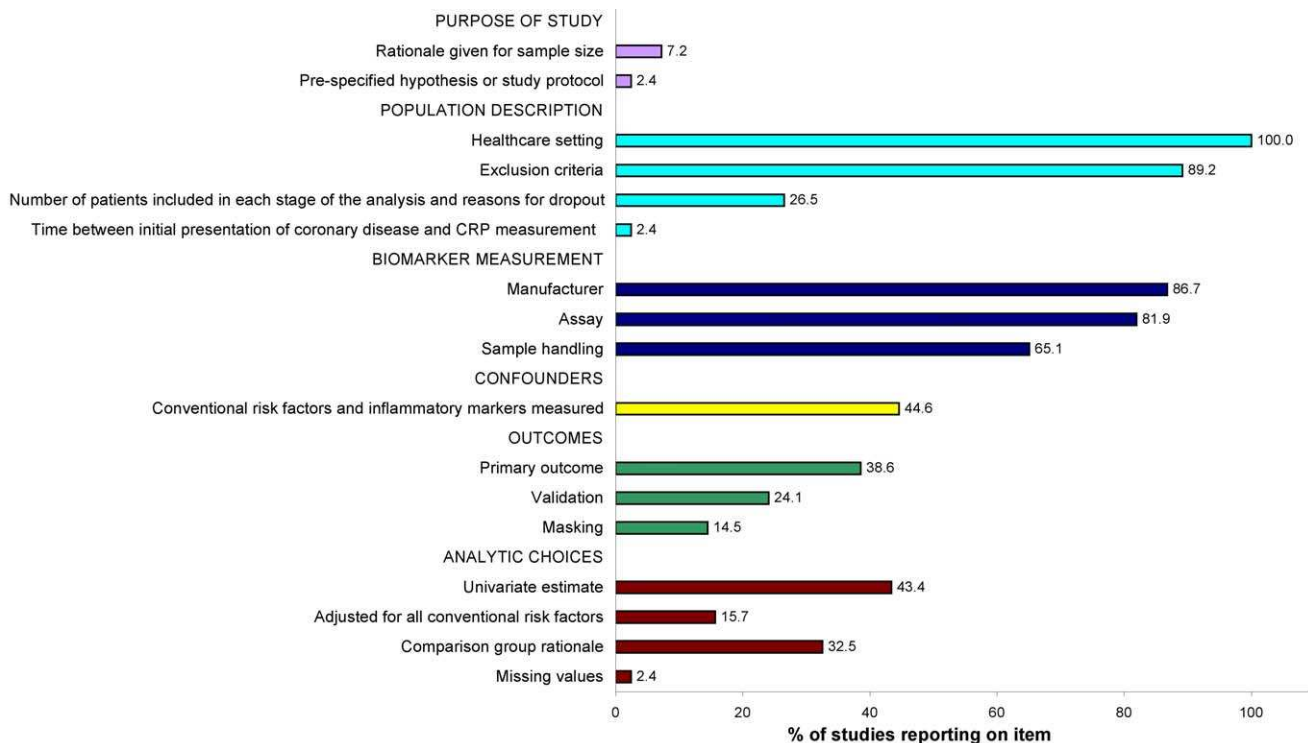 PURPOSE OF STUDY
Rationale given for sample size 7.2
Pre-specified hypothesis or study protocol 2.4
POPULATION DESCRIPTION
Healthcare setting 100.0
Exclusion criteria 89.2
Number of patients included in each stage of the analysis and reasons for dropout 26.5
Time between initial presentation of coronary disease and CRP measurement 2.4
BIOMARKER MEASUREMENT
Manufacturer 86.7
Assay 81.9
Sample handling 65.1
CONFOUNDERS
Conventional risk factors and inflammatory markers measured 44.6
OUTCOMES
Primary outcome 38.6
Validation 24.1
Masking 14.5
ANALYTIC CHOICES
Univariate estimate 43.4
Adjusted for all conventional risk factors 15.7
Comparison group rationale 32.5
Missing values 2.4
0 20 40 60 80 100
% of studies reporting on item